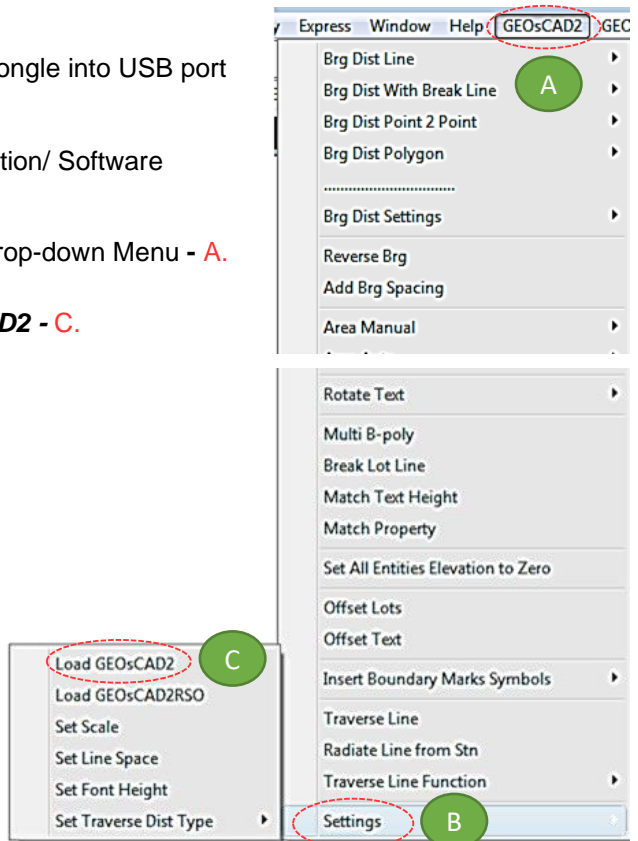 Express Window Help GEOsCAD2 GEO
ongle into USB port
tion/ Software
rop-down Menu - A.
D2 - C.
Brg Dist Line
A
Brg Dist With Break Line
Brg Dist Point 2 Point
Brg Dist Polygon
..................................
Brg Dist Settings
Reverse Brg
Add Brg Spacing
Area Manual
Rotate Text
Multi B-poly
Break Lot Line
Match Text Height
Match Property
Set All Entities Elevation to Zero
Offset Lots
Offset Text
Insert Boundary Marks Symbols
Traverse Line
Radiate Line from Stn
Traverse Line Function
Settings B
Load GEOsCAD2 C
Load GEOsCAD2RSO
Set Scale
Set Line Space
Set Font Height
Set Traverse Dist Type